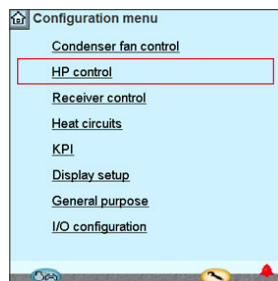 Configuration menu
Condenser fan control
HP control
Receiver control
Heat circuits
KPI
Display setup
General purpose
I/O configuration